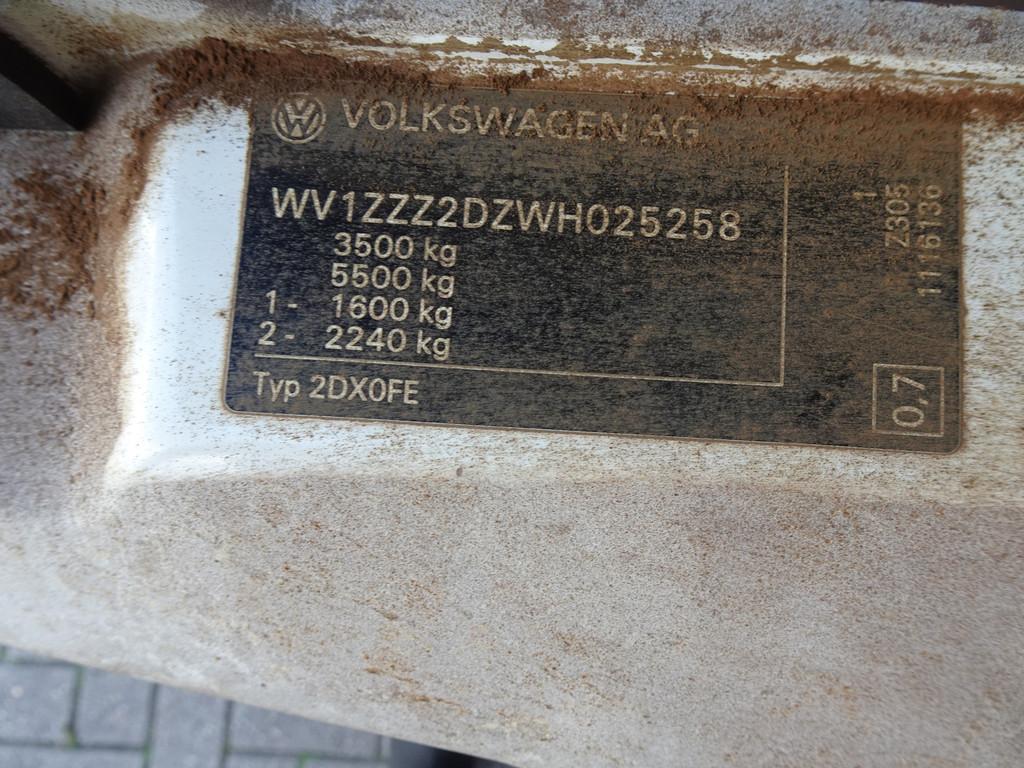 VOLKSWAGEN AG
WV1ZZZ2DZWH025258
3500 kg
5500 kg
1 - 1600 kg
2 - 2240 kg
Typ 2DX0FE
1
Z305
1116136
0,7